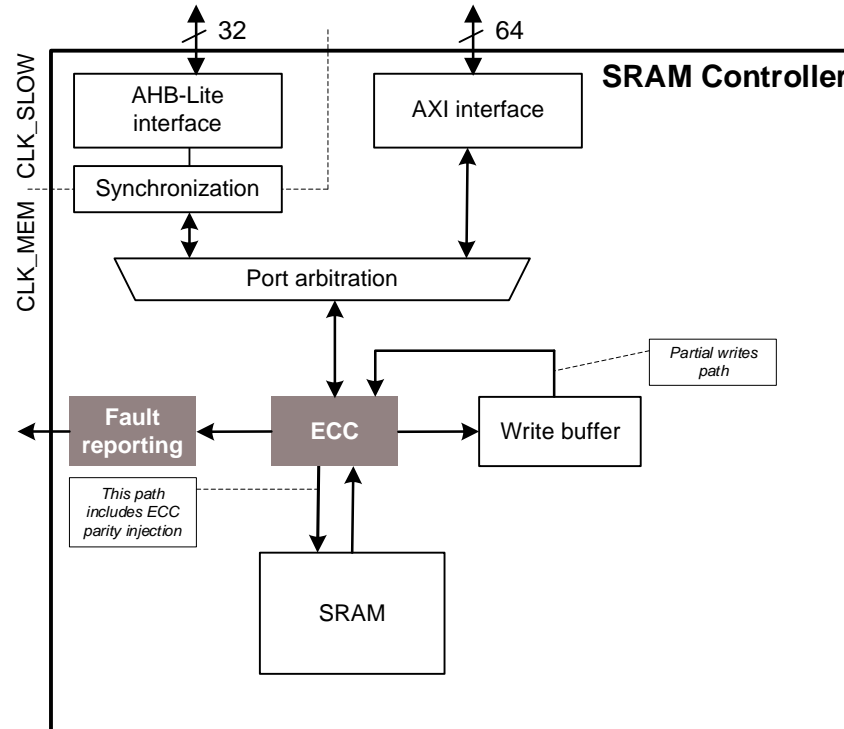 32
64
SRAM Controller
CLK_SLOW
CLK_MEM
AHB-Lite
interface
AXI interface
Synchronization
Port arbitration
Partial writes
path
Fault
reporting
ECC
Write buffer
This path
includes ECC
parity injection
SRAM